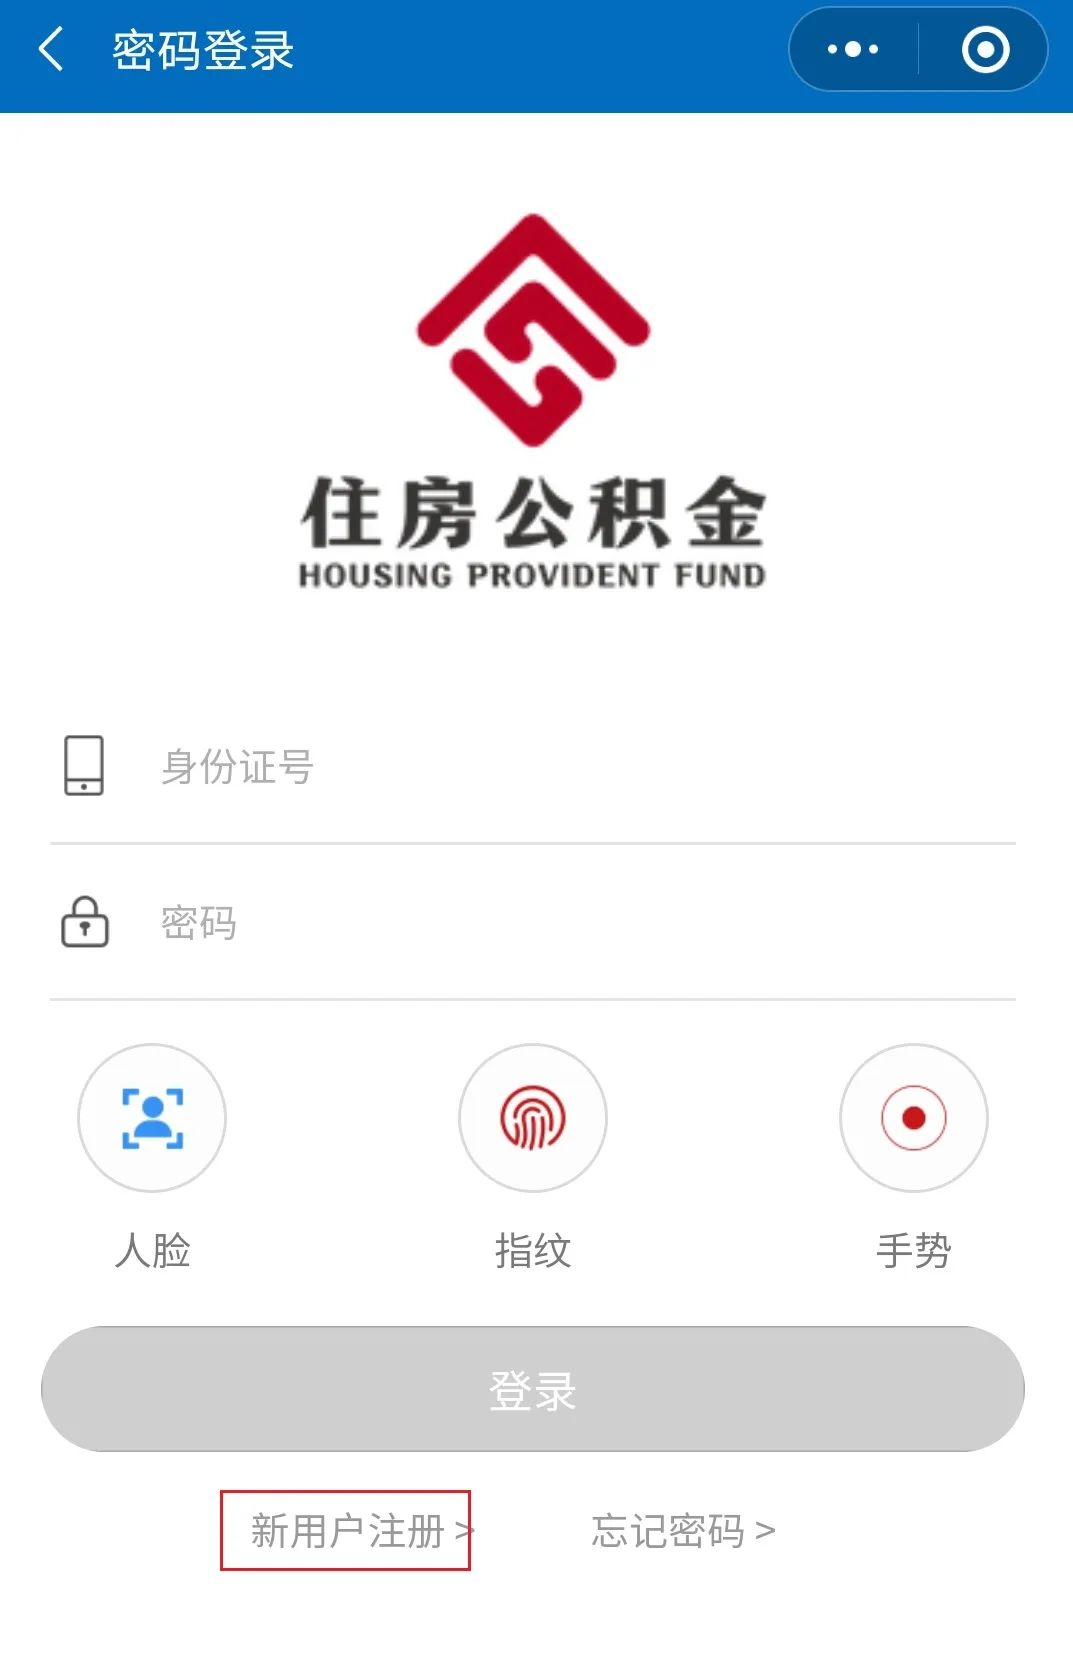 密码登录
住房公积金
HOUSING PROVIDENT FUND
身份证号
密码
人脸 指纹 手势
登录
新用户注册 > 忘记密码 >